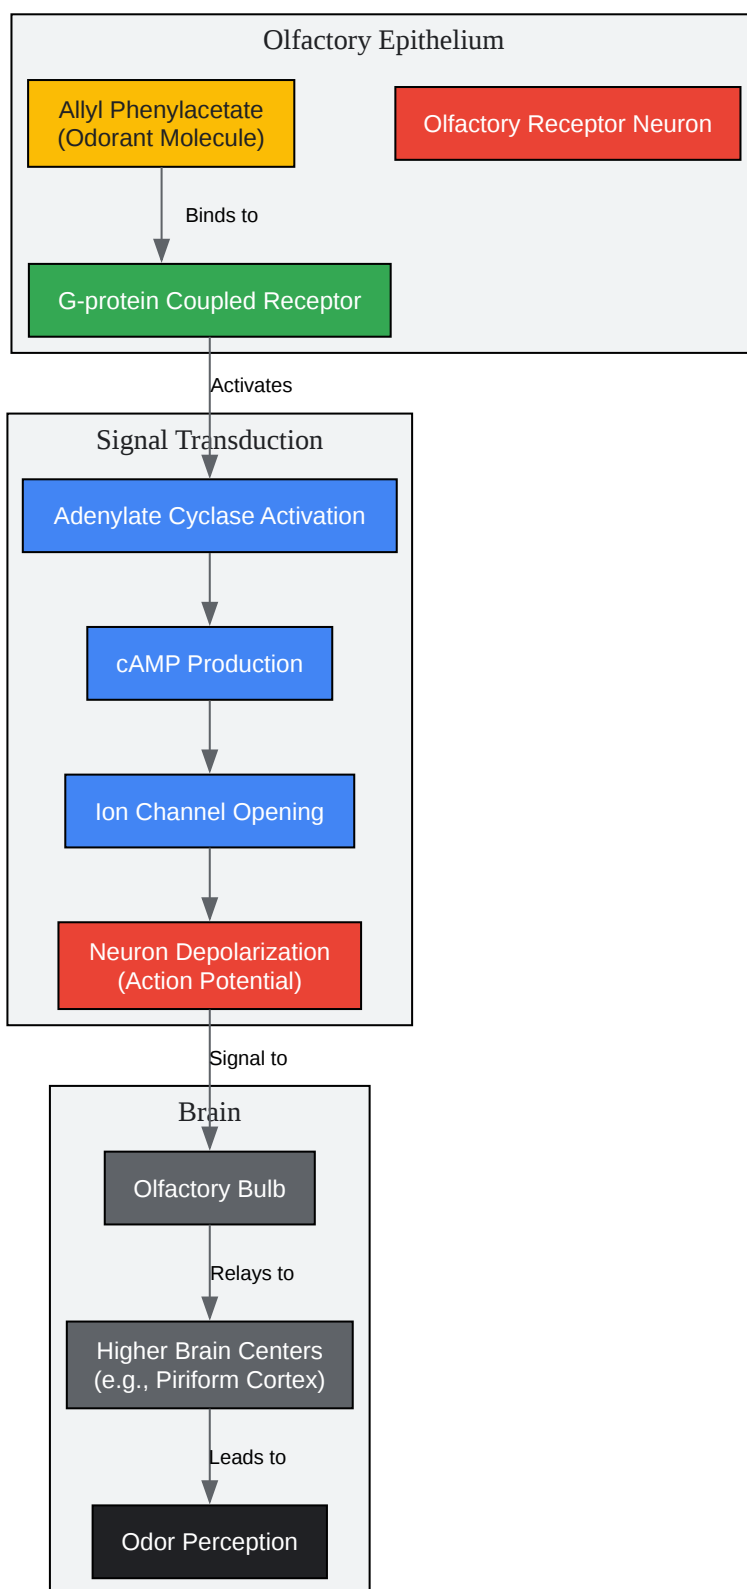 Olfactory Epithelium
Allyl Phenylacetate
(Odorant Molecule)
Olfactory Receptor Neuron
Binds to
G-protein Coupled Receptor
Activates
Signal Transduction
Adenylate Cyclase Activation
cAMP Production
Ion Channel Opening
Neuron Depolarization
(Action Potential)
Signal to
Brain
Olfactory Bulb
Relays to
Higher Brain Centers
(e.g., Piriform Cortex)
Leads to
Odor Perception